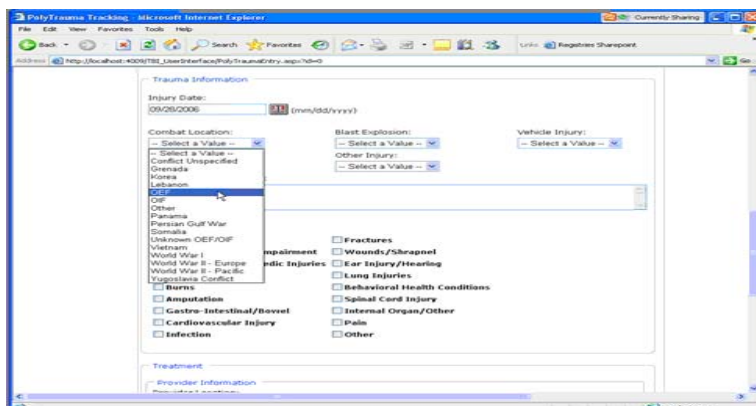 PolyTrauma Tracking - Microsoft Internet Explorer
Currently Sharing
File Edit View Favorites Tools Help
Back Search Favorites Links Registries Sharepoint
Address http://localhost:4009/TBI_UserInterface/PolyTraumaEntry.aspx?id=0 Go
Trauma Information
Injury Date:
09/26/2006 (mm/dd/yyyy)
Combat Location: Blast Explosion: Vehicle Injury:
-- Select a Value -- -- Select a Value -- -- Select a Value --
-- Select a Value -- Other Injury:
Conflict Unspecified
Grenada -- Select a Value --
Korea
Lebanon
OEF
OIF
Other
Panama
Persian Gulf War
Somalia
Unknown OEF/OIF Fractures
Vietnam
World War I mpairment Wounds/Shrapnel
World War II - Europe edic Injuries Ear Injury/Hearing
World War II - Pacific Lung Injuries
Yugoslavia Conflict
Burns Behavioral Health Conditions
Amputation Spinal Cord Injury
Gastro-Intestinal/Bowel Internal Organ/Other
Cardiovascular Injury Pain
Infection Other
Treatment
Provider Information